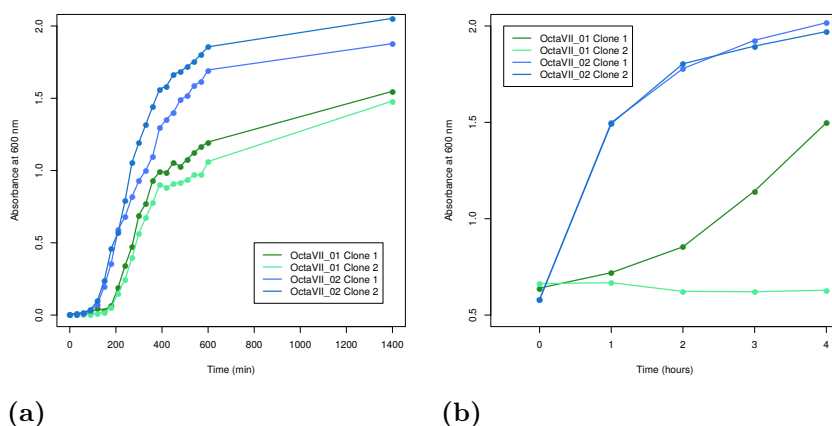 2.0
1.5
1.0
0.5
0.0
Absorbance at 600 nm
OctaVII_01 Clone 1
OctaVII_01 Clone 2
OctaVII_02 Clone 1
OctaVII_02 Clone 2
0 200 400 600 800 1000 1200 1400
Time (min)
(a)
2.0
1.5
1.0
0.5
Absorbance at 600 nm
OctaVII_01 Clone 1
OctaVII_01 Clone 2
OctaVII_02 Clone 1
OctaVII_02 Clone 2
0 1 2 3 4
Time (hours)
(b)